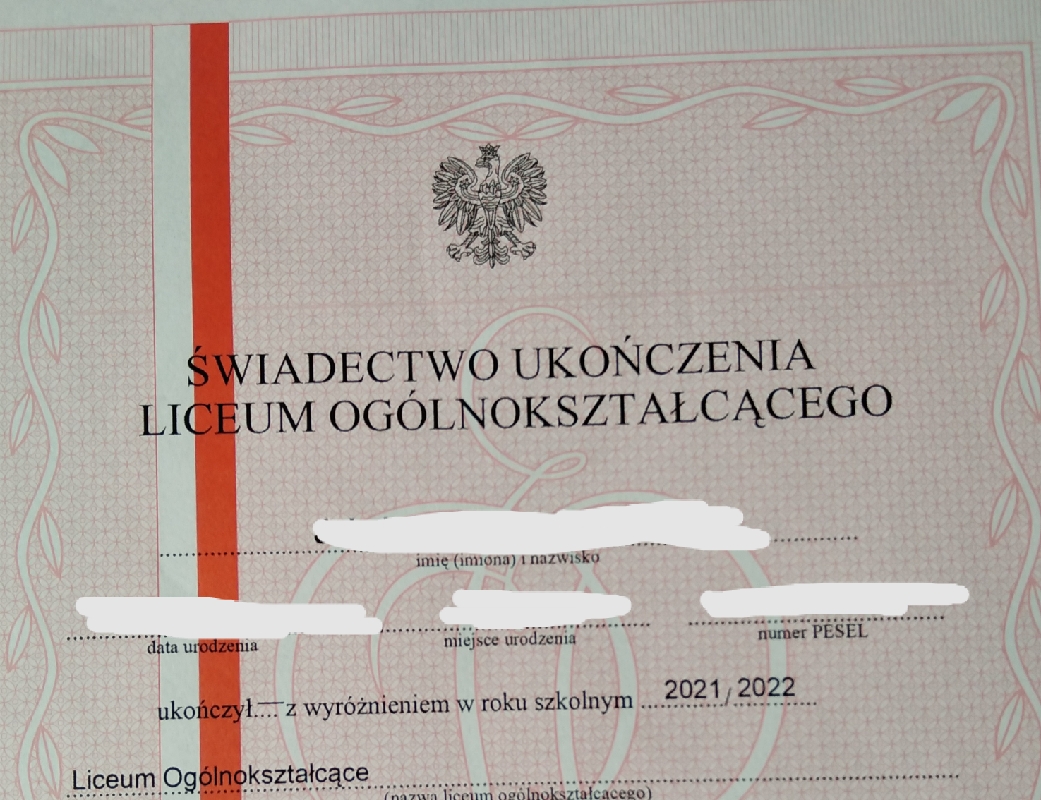 ŚWIADECTWO UKOŃCZENIA
LICEUM OGÓLNOKSZTAŁCĄCEGO
imię (imiona) i nazwisko
data urodzenia miejsce urodzenia numer PESEL
ukończył.... z wyróżnieniem w roku szkolnym 2021 / 2022
Liceum Ogólnokształcące
(nazwa liceum ogólnokształcącego)